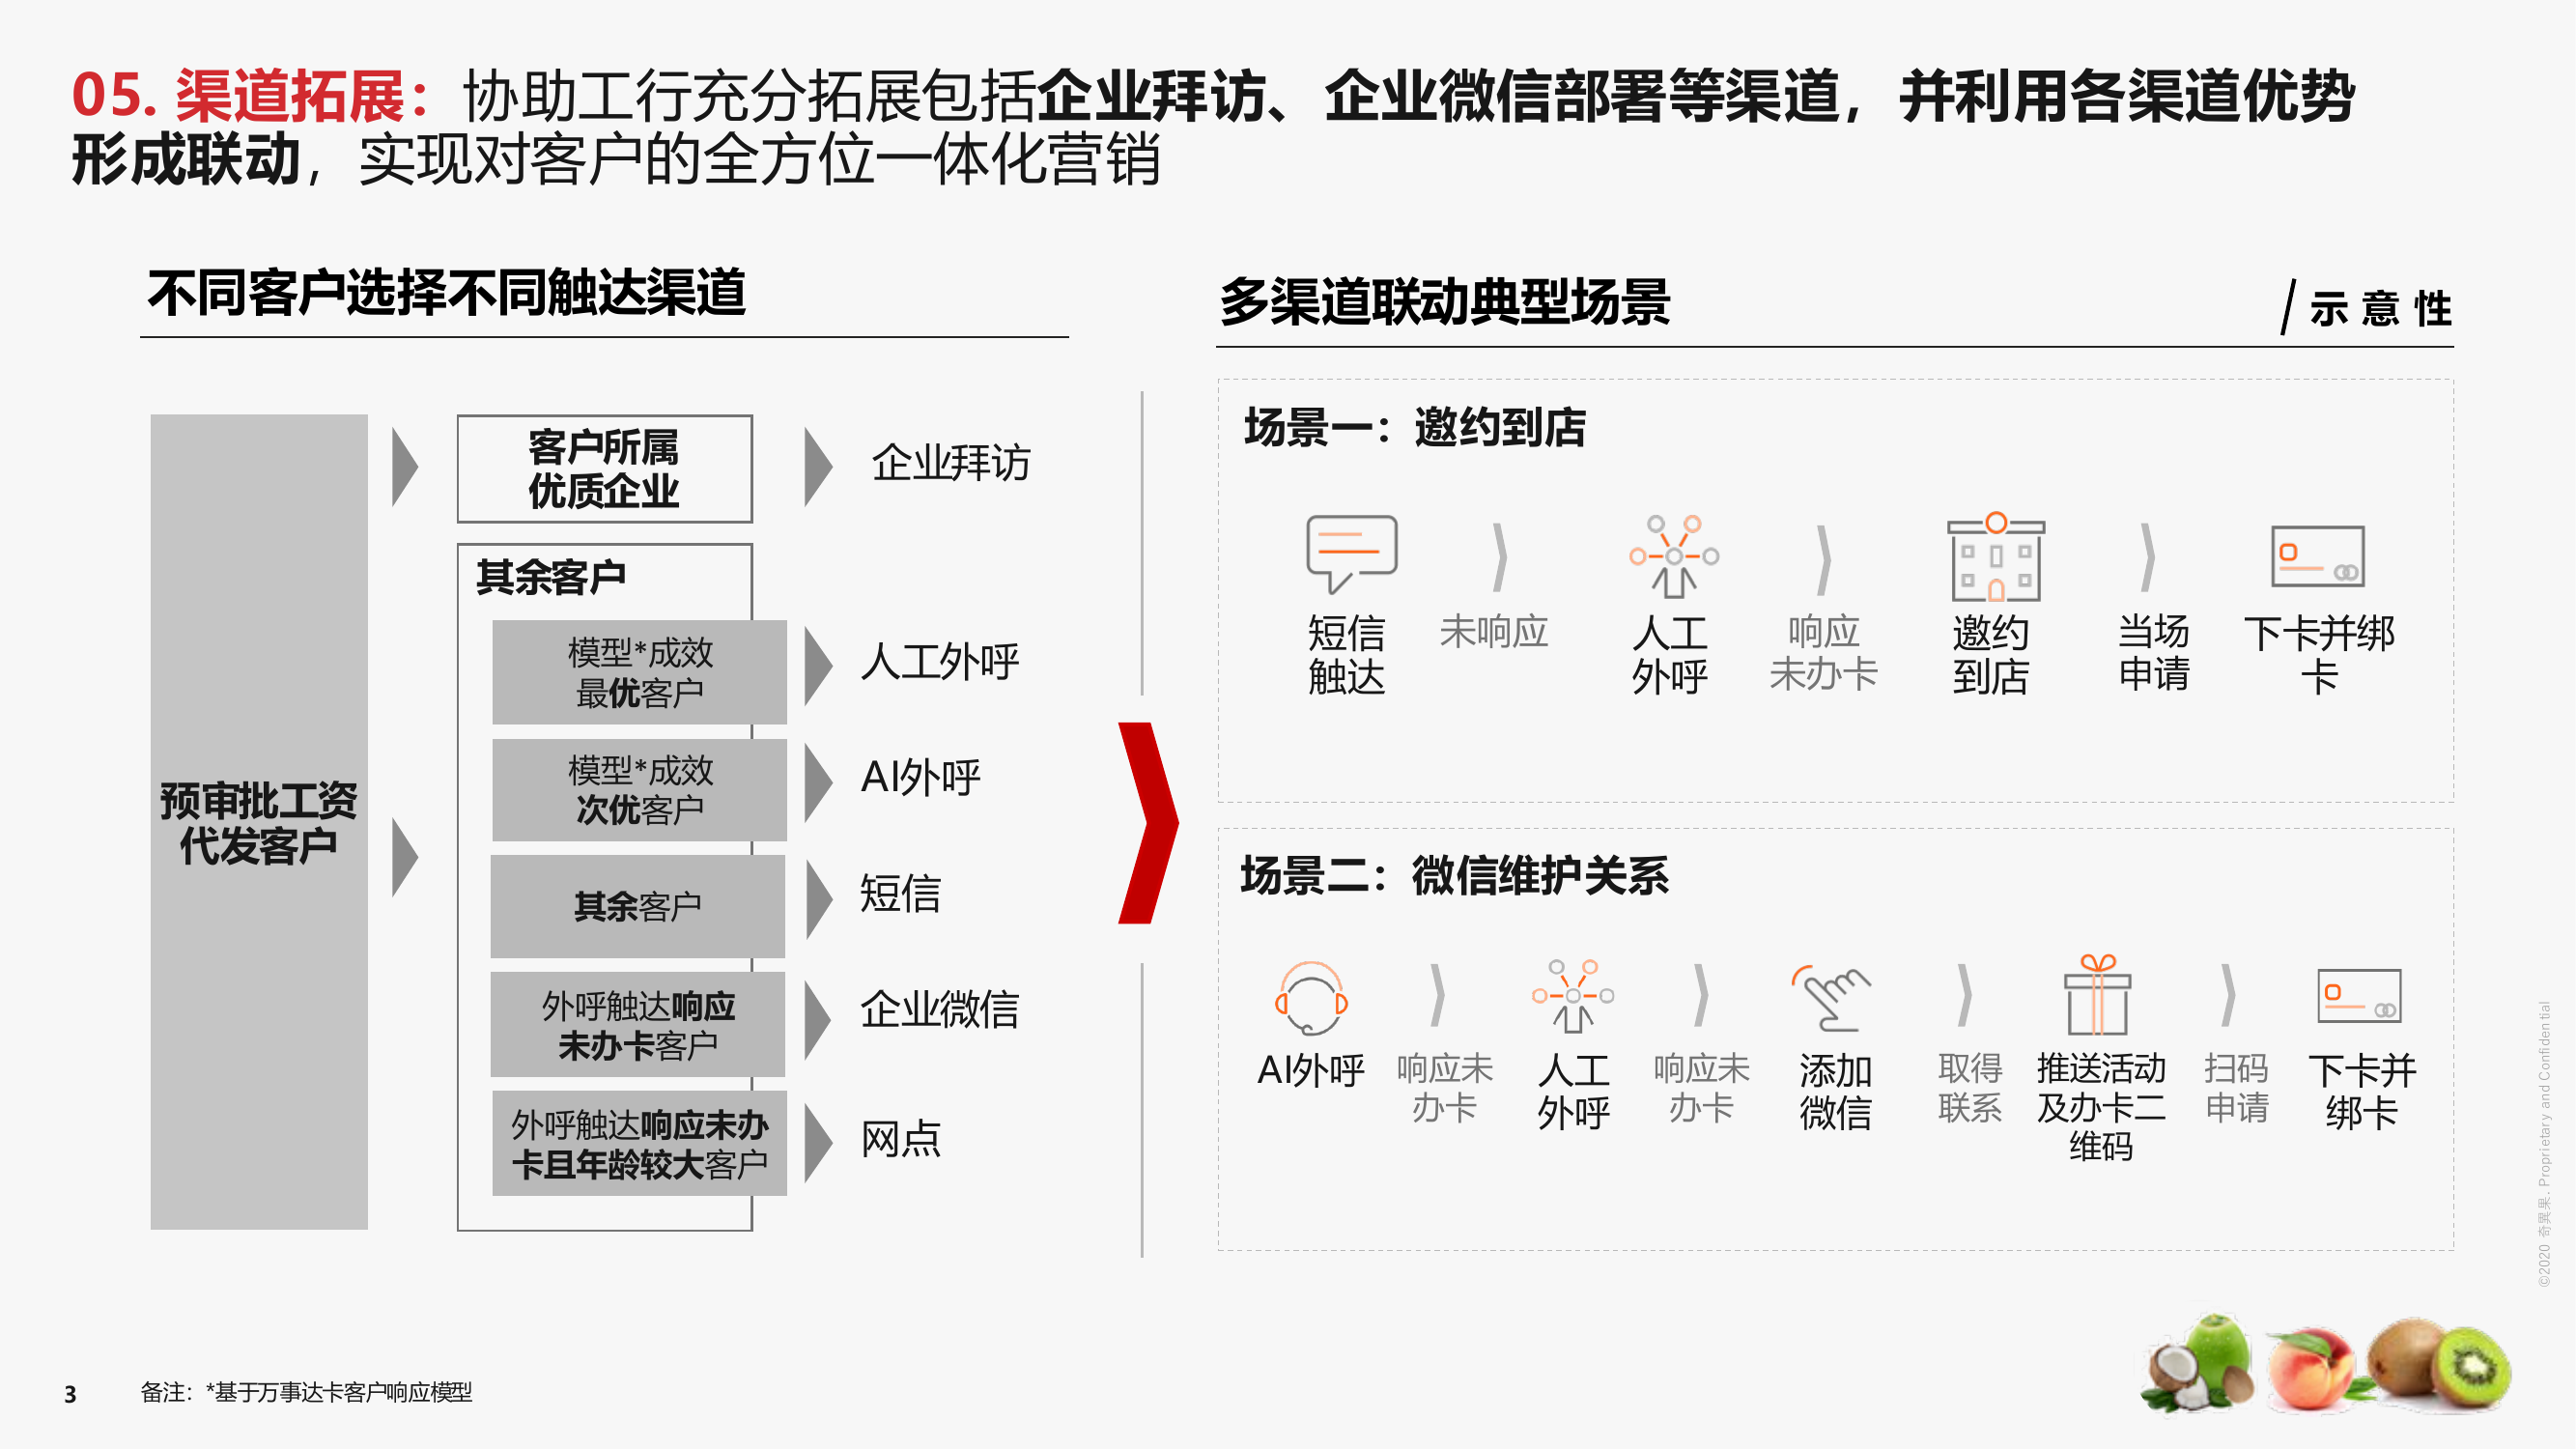 05. 渠道拓展：协助工行充分拓展包括企业拜访、企业微信部署等渠道，并利用各渠道优势
形成联动，实现对客户的全方位一体化营销
不同客户选择不同触达渠道
预审批工资
代发客户
客户所属
优质企业
企业拜访
其余客户
模型*成效
最优客户
人工外呼
模型*成效
次优客户
AI外呼
其余客户
短信
外呼触达响应
未办卡客户
企业微信
外呼触达响应未办
卡且年龄较大客户
网点
多渠道联动典型场景
示意性
场景一：邀约到店
短信
触达
未响应
人工
外呼
响应
未办卡
邀约
到店
当场
申请
下卡并绑
卡
场景二：微信维护关系
AI外呼
响应未
办卡
人工
外呼
响应未
办卡
添加
微信
取得
联系
推送活动
及办卡二
维码
扫码
申请
下卡并
绑卡
©2020 奇異果. Proprietary and Confidential
3
备注：*基于万事达卡客户响应模型